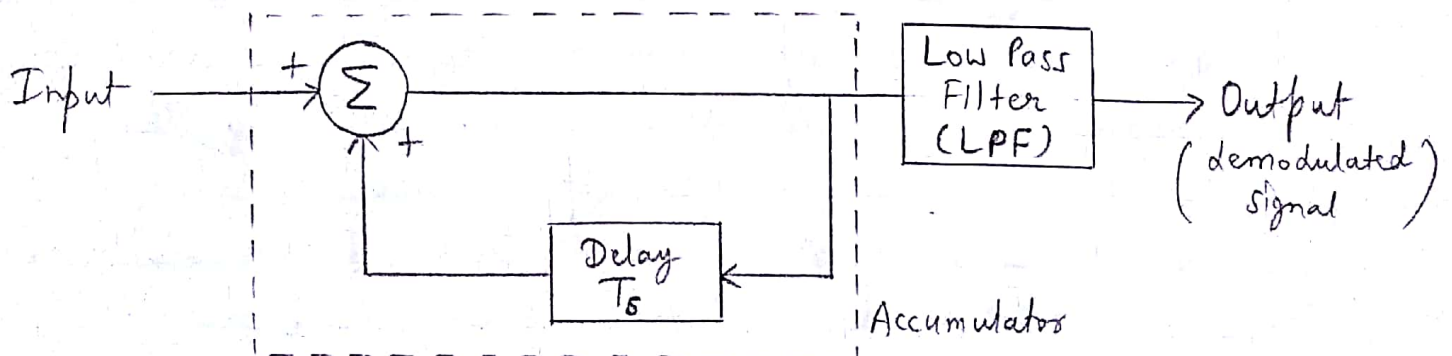 Input
+
Σ
+
Low Pass
Filter
(LPF)
Output
(demodulated
signal)
Delay
Ts
Accumulator